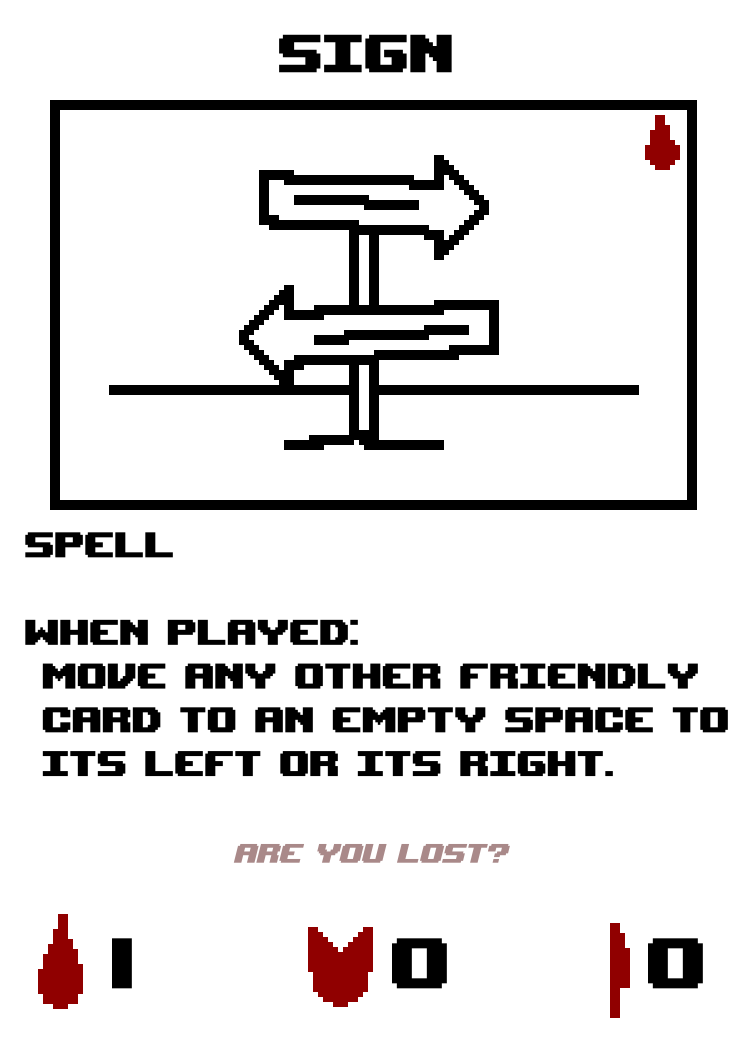 SIGN
SPELL
WHEN PLAYED:
MOVE ANY OTHER FRIENDLY
CARD TO AN EMPTY SPACE TO
ITS LEFT OR ITS RIGHT.
ARE YOU LOST?
1 0 0